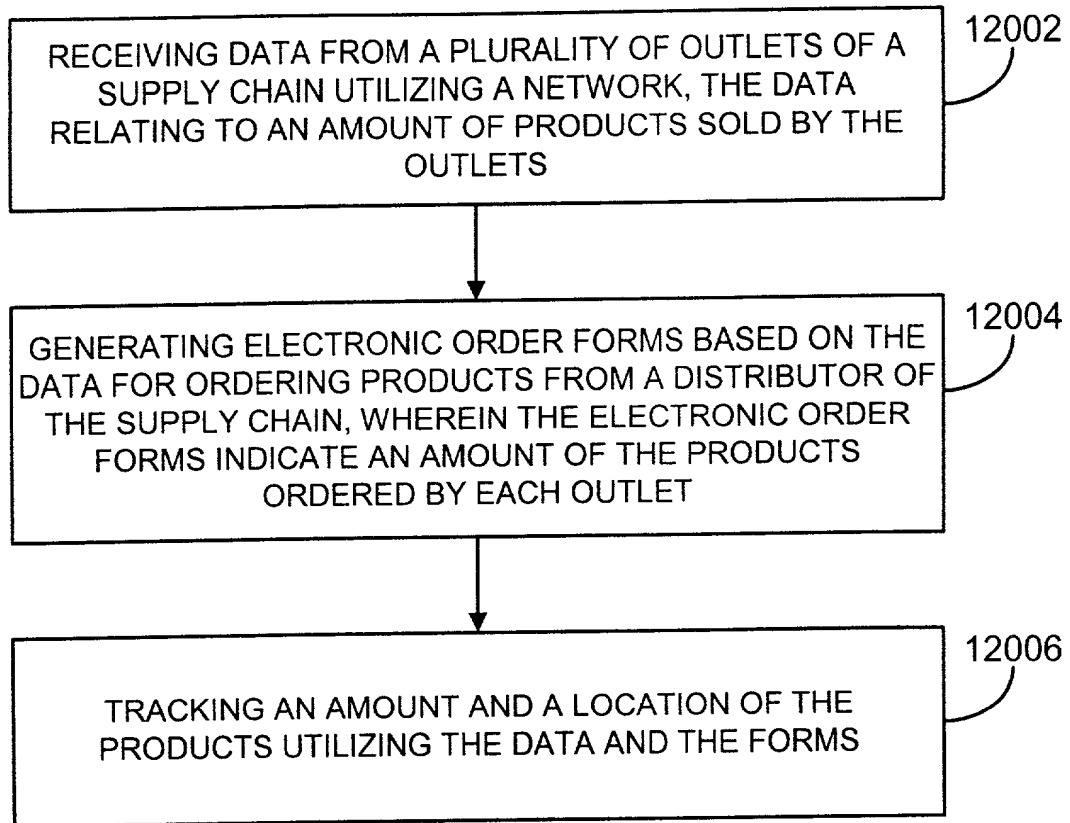 12002
RECEIVING DATA FROM A PLURALITY OF OUTLETS OF A
SUPPLY CHAIN UTILIZING A NETWORK, THE DATA
RELATING TO AN AMOUNT OF PRODUCTS SOLD BY THE
OUTLETS
12004
GENERATING ELECTRONIC ORDER FORMS BASED ON THE
DATA FOR ORDERING PRODUCTS FROM A DISTRIBUTOR OF
THE SUPPLY CHAIN, WHEREIN THE ELECTRONIC ORDER
FORMS INDICATE AN AMOUNT OF THE PRODUCTS
ORDERED BY EACH OUTLET
12006
TRACKING AN AMOUNT AND A LOCATION OF THE
PRODUCTS UTILIZING THE DATA AND THE FORMS